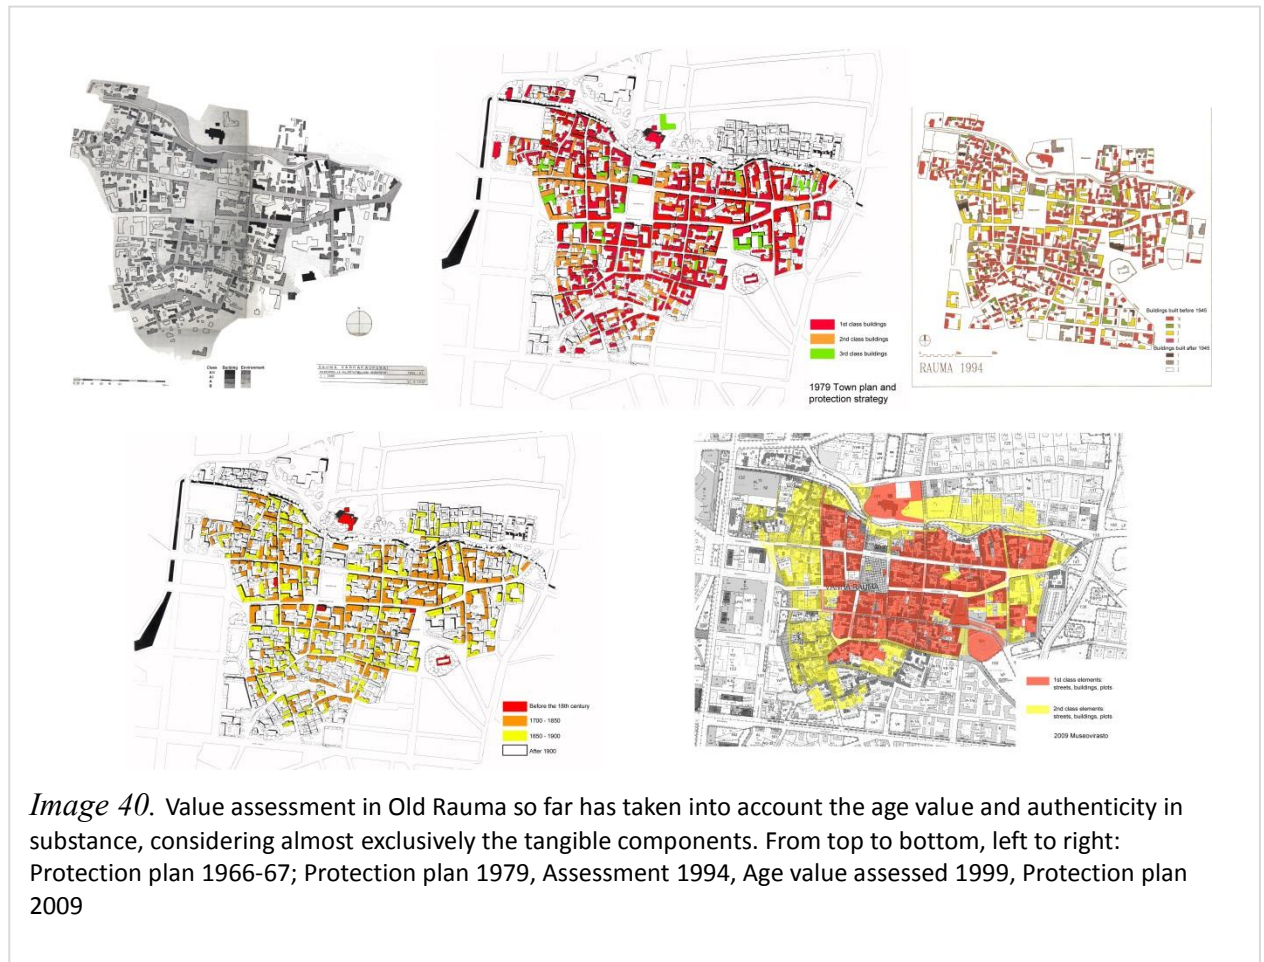 Class Building Environment
1st class buildings
2nd class buildings
3rd class buildings
1979 Town plan and
protection strategy
Buildings built before 1945
Buildings built after 1945
RAUMA 1994
Before the 18th century
1700 - 1850
1850 - 1900
After 1900
VANHA RAUMA
1st class elements:
streets, buildings, plots
2nd class elements:
streets, buildings, plots
2009 Museovirasto
Image 40. Value assessment in Old Rauma so far has taken into account the age value and authenticity in
substance, considering almost exclusively the tangible components. From top to bottom, left to right:
Protection plan 1966-67; Protection plan 1979, Assessment 1994, Age value assessed 1999, Protection plan
2009